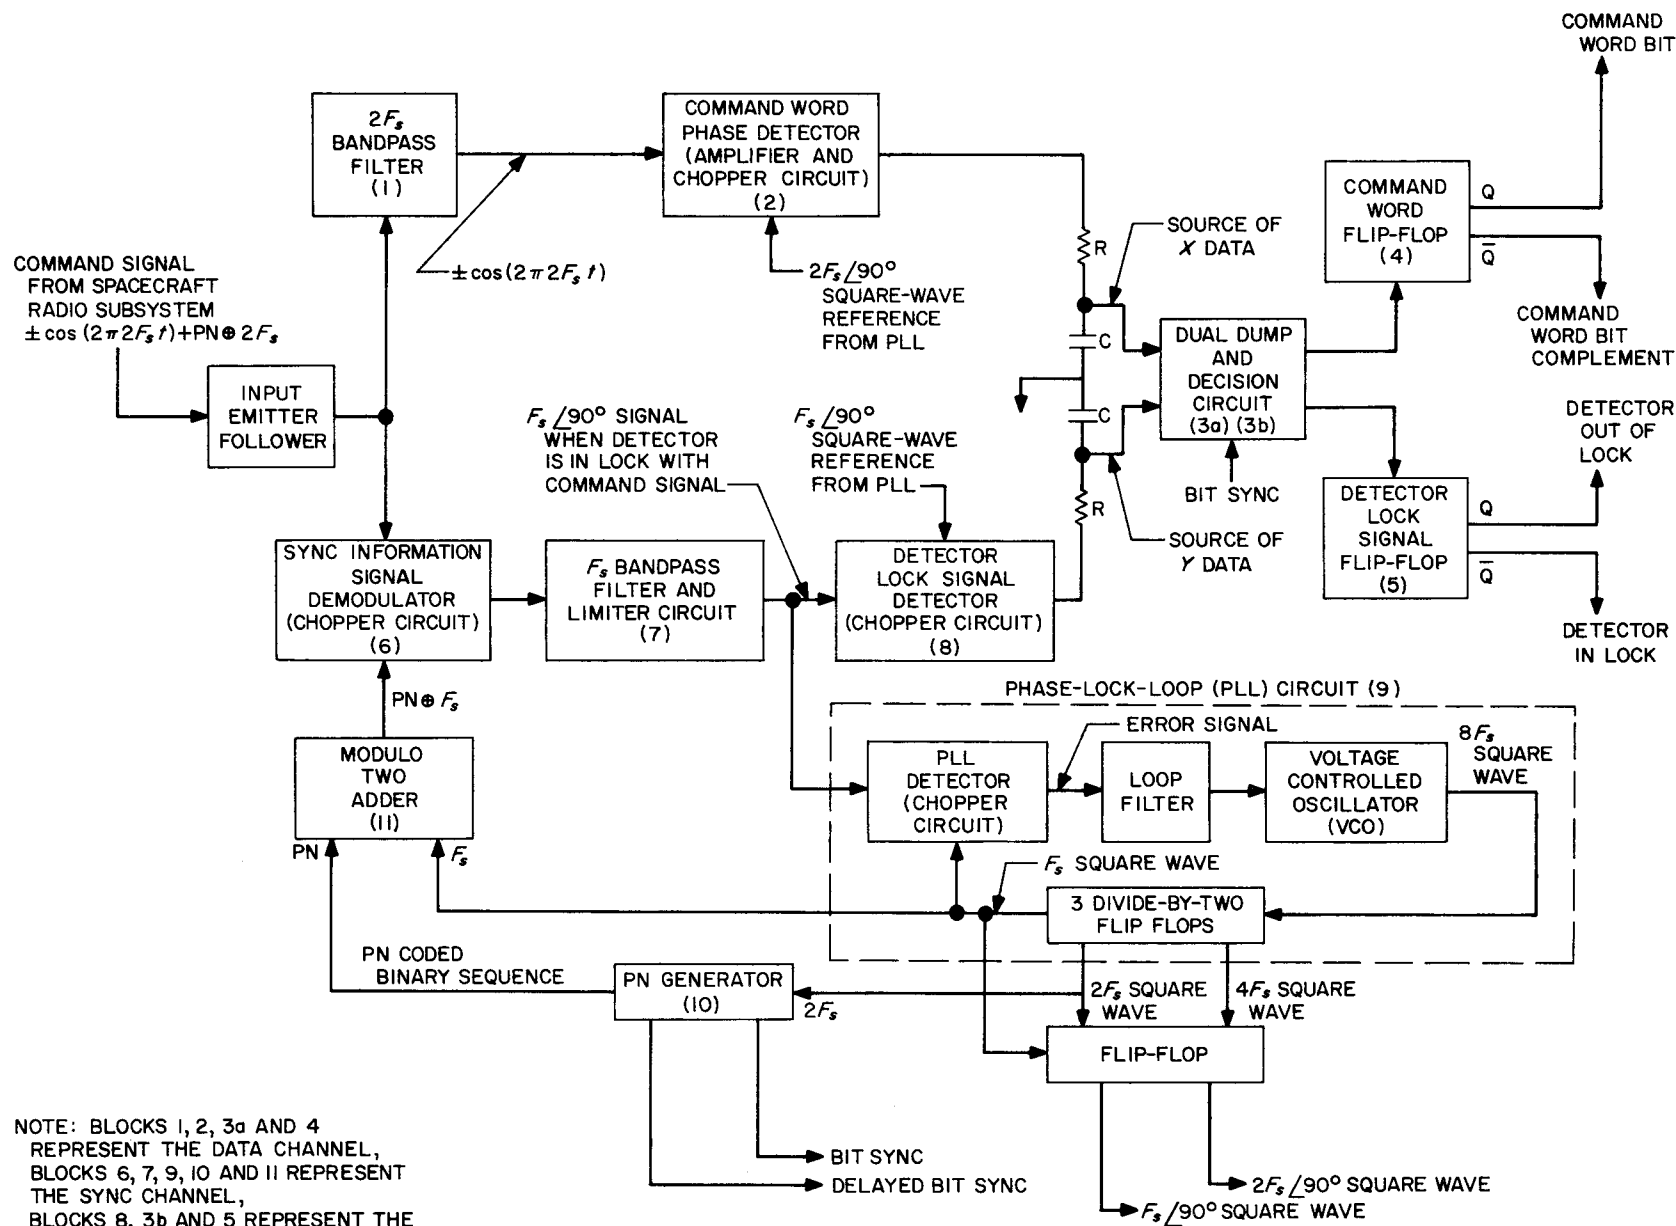 COMMAND
WORD BIT
2Fs
BANDPASS
FILTER
(1)
COMMAND WORD
PHASE DETECTOR
(AMPLIFIER AND
CHOPPER CIRCUIT)
(2)
COMMAND
WORD
FLIP-FLOP
(4)
Q
Q̅
R
SOURCE OF
X DATA
±cos(2π2Fs t)
2Fs∠90°
SQUARE-WAVE
REFERENCE
FROM PLL
COMMAND SIGNAL
FROM SPACECRAFT
RADIO SUBSYSTEM
±cos(2π2Fs t)+PN⊕2Fs
C
DUAL DUMP
AND
DECISION
CIRCUIT
(3a) (3b)
COMMAND
WORD BIT
COMPLEMENT
INPUT
EMITTER
FOLLOWER
Fs∠90° SIGNAL
WHEN DETECTOR
IS IN LOCK WITH
COMMAND SIGNAL
Fs∠90°
SQUARE-WAVE
REFERENCE
FROM PLL
C
DETECTOR
OUT OF
LOCK
BIT SYNC
R
SOURCE OF
Y DATA
DETECTOR
LOCK
SIGNAL
FLIP-FLOP
(5)
Q
Q̅
SYNC INFORMATION
SIGNAL
DEMODULATOR
(CHOPPER CIRCUIT)
(6)
Fs BANDPASS
FILTER AND
LIMITER CIRCUIT
(7)
DETECTOR
LOCK SIGNAL
DETECTOR
(CHOPPER CIRCUIT)
(8)
DETECTOR
IN LOCK
PN⊕Fs
PHASE-LOCK-LOOP (PLL) CIRCUIT (9)
ERROR SIGNAL
MODULO
TWO
ADDER
(11)
PLL
DETECTOR
(CHOPPER
CIRCUIT)
LOOP
FILTER
VOLTAGE
CONTROLLED
OSCILLATOR
(VCO)
8Fs
SQUARE
WAVE
PN
Fs
Fs SQUARE WAVE
3 DIVIDE-BY-TWO
FLIP FLOPS
PN CODED
BINARY SEQUENCE
PN GENERATOR
(10)
2Fs
2Fs SQUARE
WAVE
4Fs SQUARE
WAVE
FLIP-FLOP
BIT SYNC
DELAYED BIT SYNC
2Fs∠90° SQUARE WAVE
Fs∠90° SQUARE WAVE
NOTE: BLOCKS 1, 2, 3a AND 4
REPRESENT THE DATA CHANNEL,
BLOCKS 6, 7, 9, 10 AND 11 REPRESENT
THE SYNC CHANNEL,
BLOCKS 8, 3b AND 5 REPRESENT THE